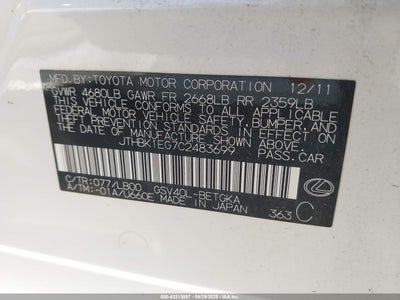 MFD.BY:TOYOTA MOTOR CORPORATION 12/11
GVWR 4680LB GAWR FR 2668LB RR 2359LB
THIS VEHICLE CONFORMS TO ALL APPLICABLE
FEDERAL MOTOR VEHICLE SAFETY, BUMPER, AND
THEFT PREVENTION STANDARDS IN EFFECT ON
THE DATE OF MANUFACTURE SHOWN ABOVE.
JTHBK1EG7C2483699 PASS.CAR
C/TR:077/LB00 GSV40L-BETGKA
A/TM:-01A/U660E MADE IN JAPAN 363 C